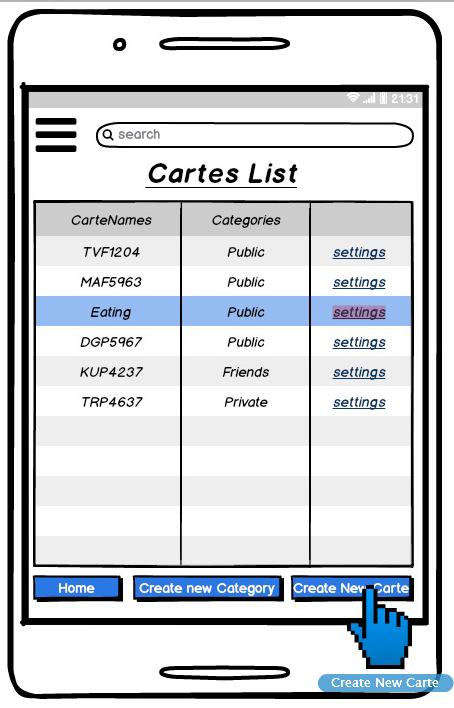 21:31
search
Cartes List
CarteNames Categories
TVF1204 Public settings
MAF5963 Public settings
Eating Public settings
DGP5967 Public settings
KUP4237 Friends settings
TRP4637 Private settings
Home Create new Category Create New Carte
Create New Carte